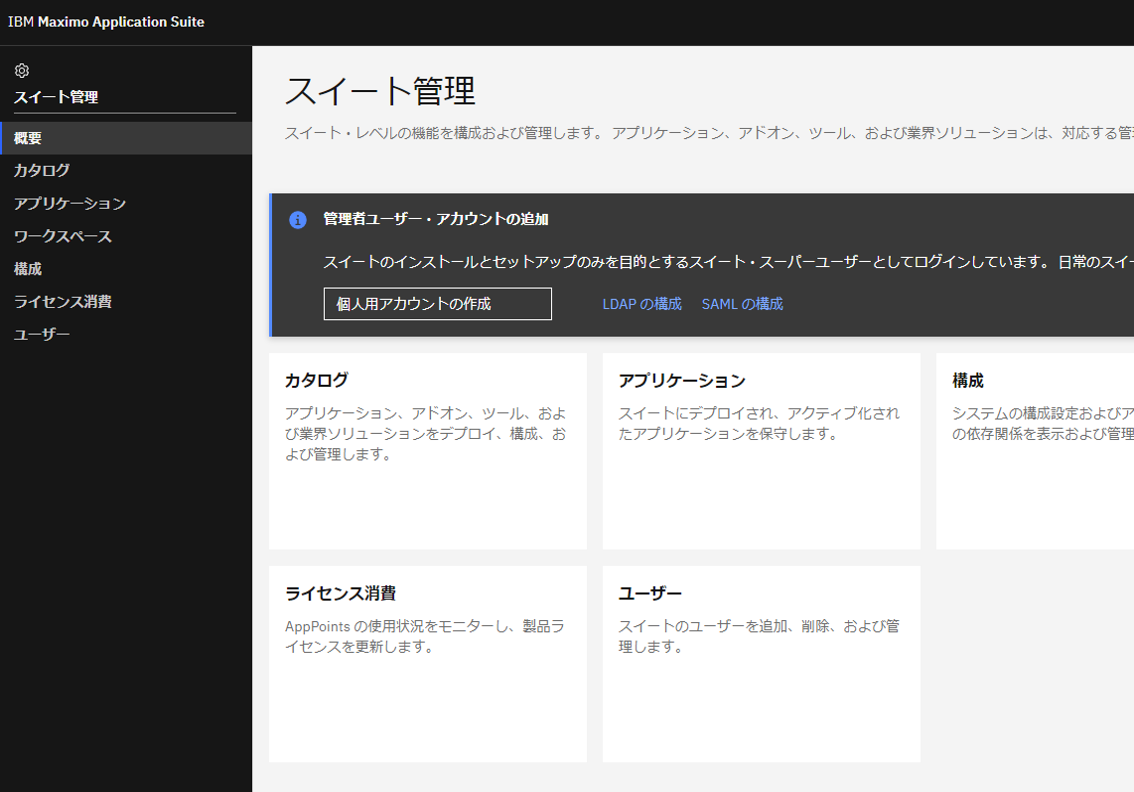 IBM Maximo Application Suite
スイート管理
概要
カタログ
アプリケーション
ワークスペース
構成
ライセンス消費
ユーザー
スイート管理
スイート・レベルの機能を構成および管理します。 アプリケーション、アドオン、ツール、および業界ソリューションは、対応する管
管理者ユーザー・アカウントの追加
スイートのインストールとセットアップのみを目的とするスイート・スーパーユーザーとしてログインしています。 日常のスイー
個人用アカウントの作成
LDAP の構成
SAML の構成
カタログ
アプリケーション、アドオン、ツール、およ
び業界ソリューションをデプロイ、構成、お
よび管理します。
アプリケーション
スイートにデプロイされ、アクティブ化され
たアプリケーションを保守します。
構成
システムの構成設定およびア
の依存関係を表示および管理
ライセンス消費
AppPoints の使用状況をモニターし、製品ラ
イセンスを更新します。
ユーザー
スイートのユーザーを追加、削除、および管
理します。